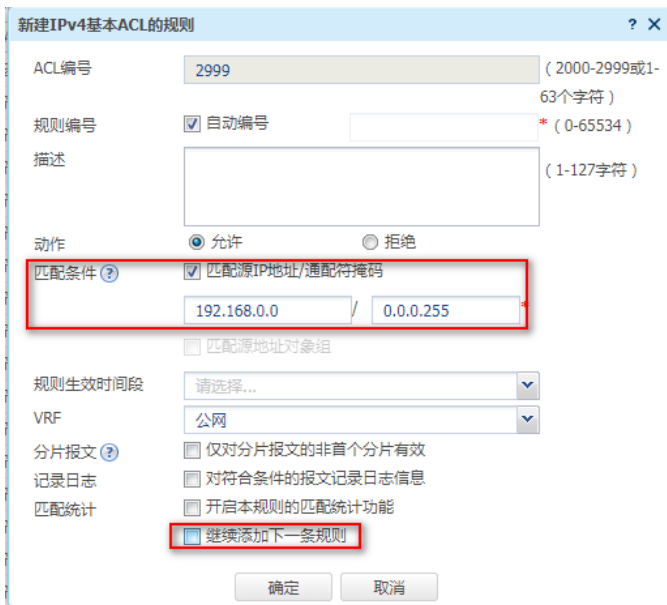 新建IPv4基本ACL的规则 ? X
ACL编号 2999 (2000-2999或1-
63个字符)
规则编号 自动编号 * (0-65534)
描述 (1-127字符)
动作 允许 拒绝
匹配条件 ? 匹配源IP地址/通配符掩码
192.168.0.0 / 0.0.0.255 *
匹配源地址对象组
规则生效时间段 请选择...
VRF 公网
分片报文 ? 仅对分片报文的非首个分片有效
记录日志 对符合条件的报文记录日志信息
匹配统计 开启本规则的匹配统计功能
继续添加下一条规则
确定 取消